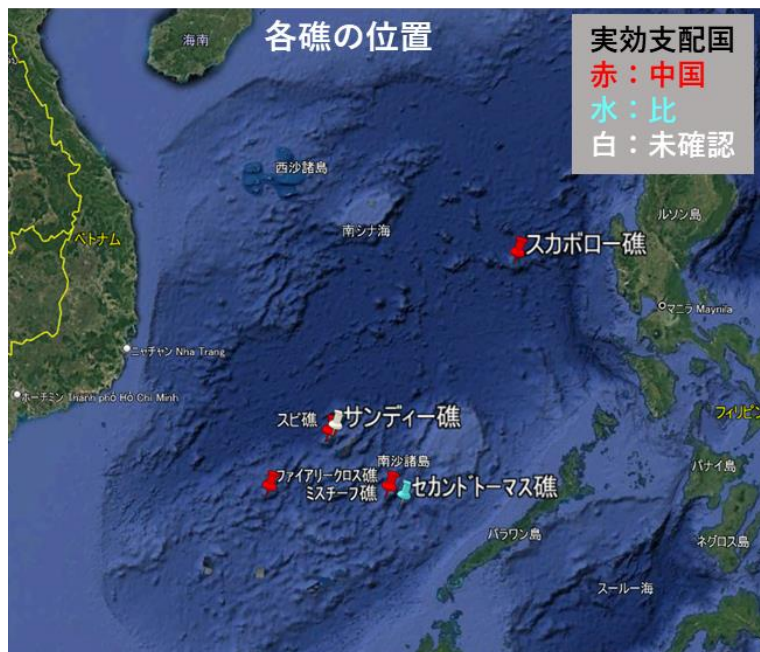 各礁の位置
実効支配国
赤：中国
水：比
白：未確認
海南
西沙諸島
南シナ海
ルソン島
ベトナム
スカボロー礁
マニラ Maynila
ニャチャン Nha Trang
ホーチミン Thành phố Hồ Chí Minh
スビ礁
サンディー礁
フィリピン
南沙諸島
パナイ島
ファイアリークロス礁
ミスチーフ礁
セカンドトーマス礁
パラワン島
ネグロス島
スールー海